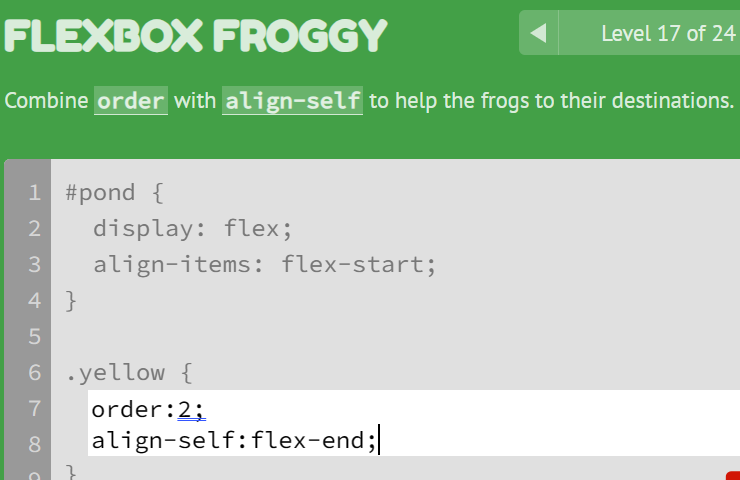 FLEXBOX FROGGY
Level 17 of 24
Combine order with align-self to help the frogs to their destinations.
1 #pond {
2 display: flex;
3 align-items: flex-start;
4 }
5
6 .yellow {
7 order:2;
8 align-self:flex-end;
9 }